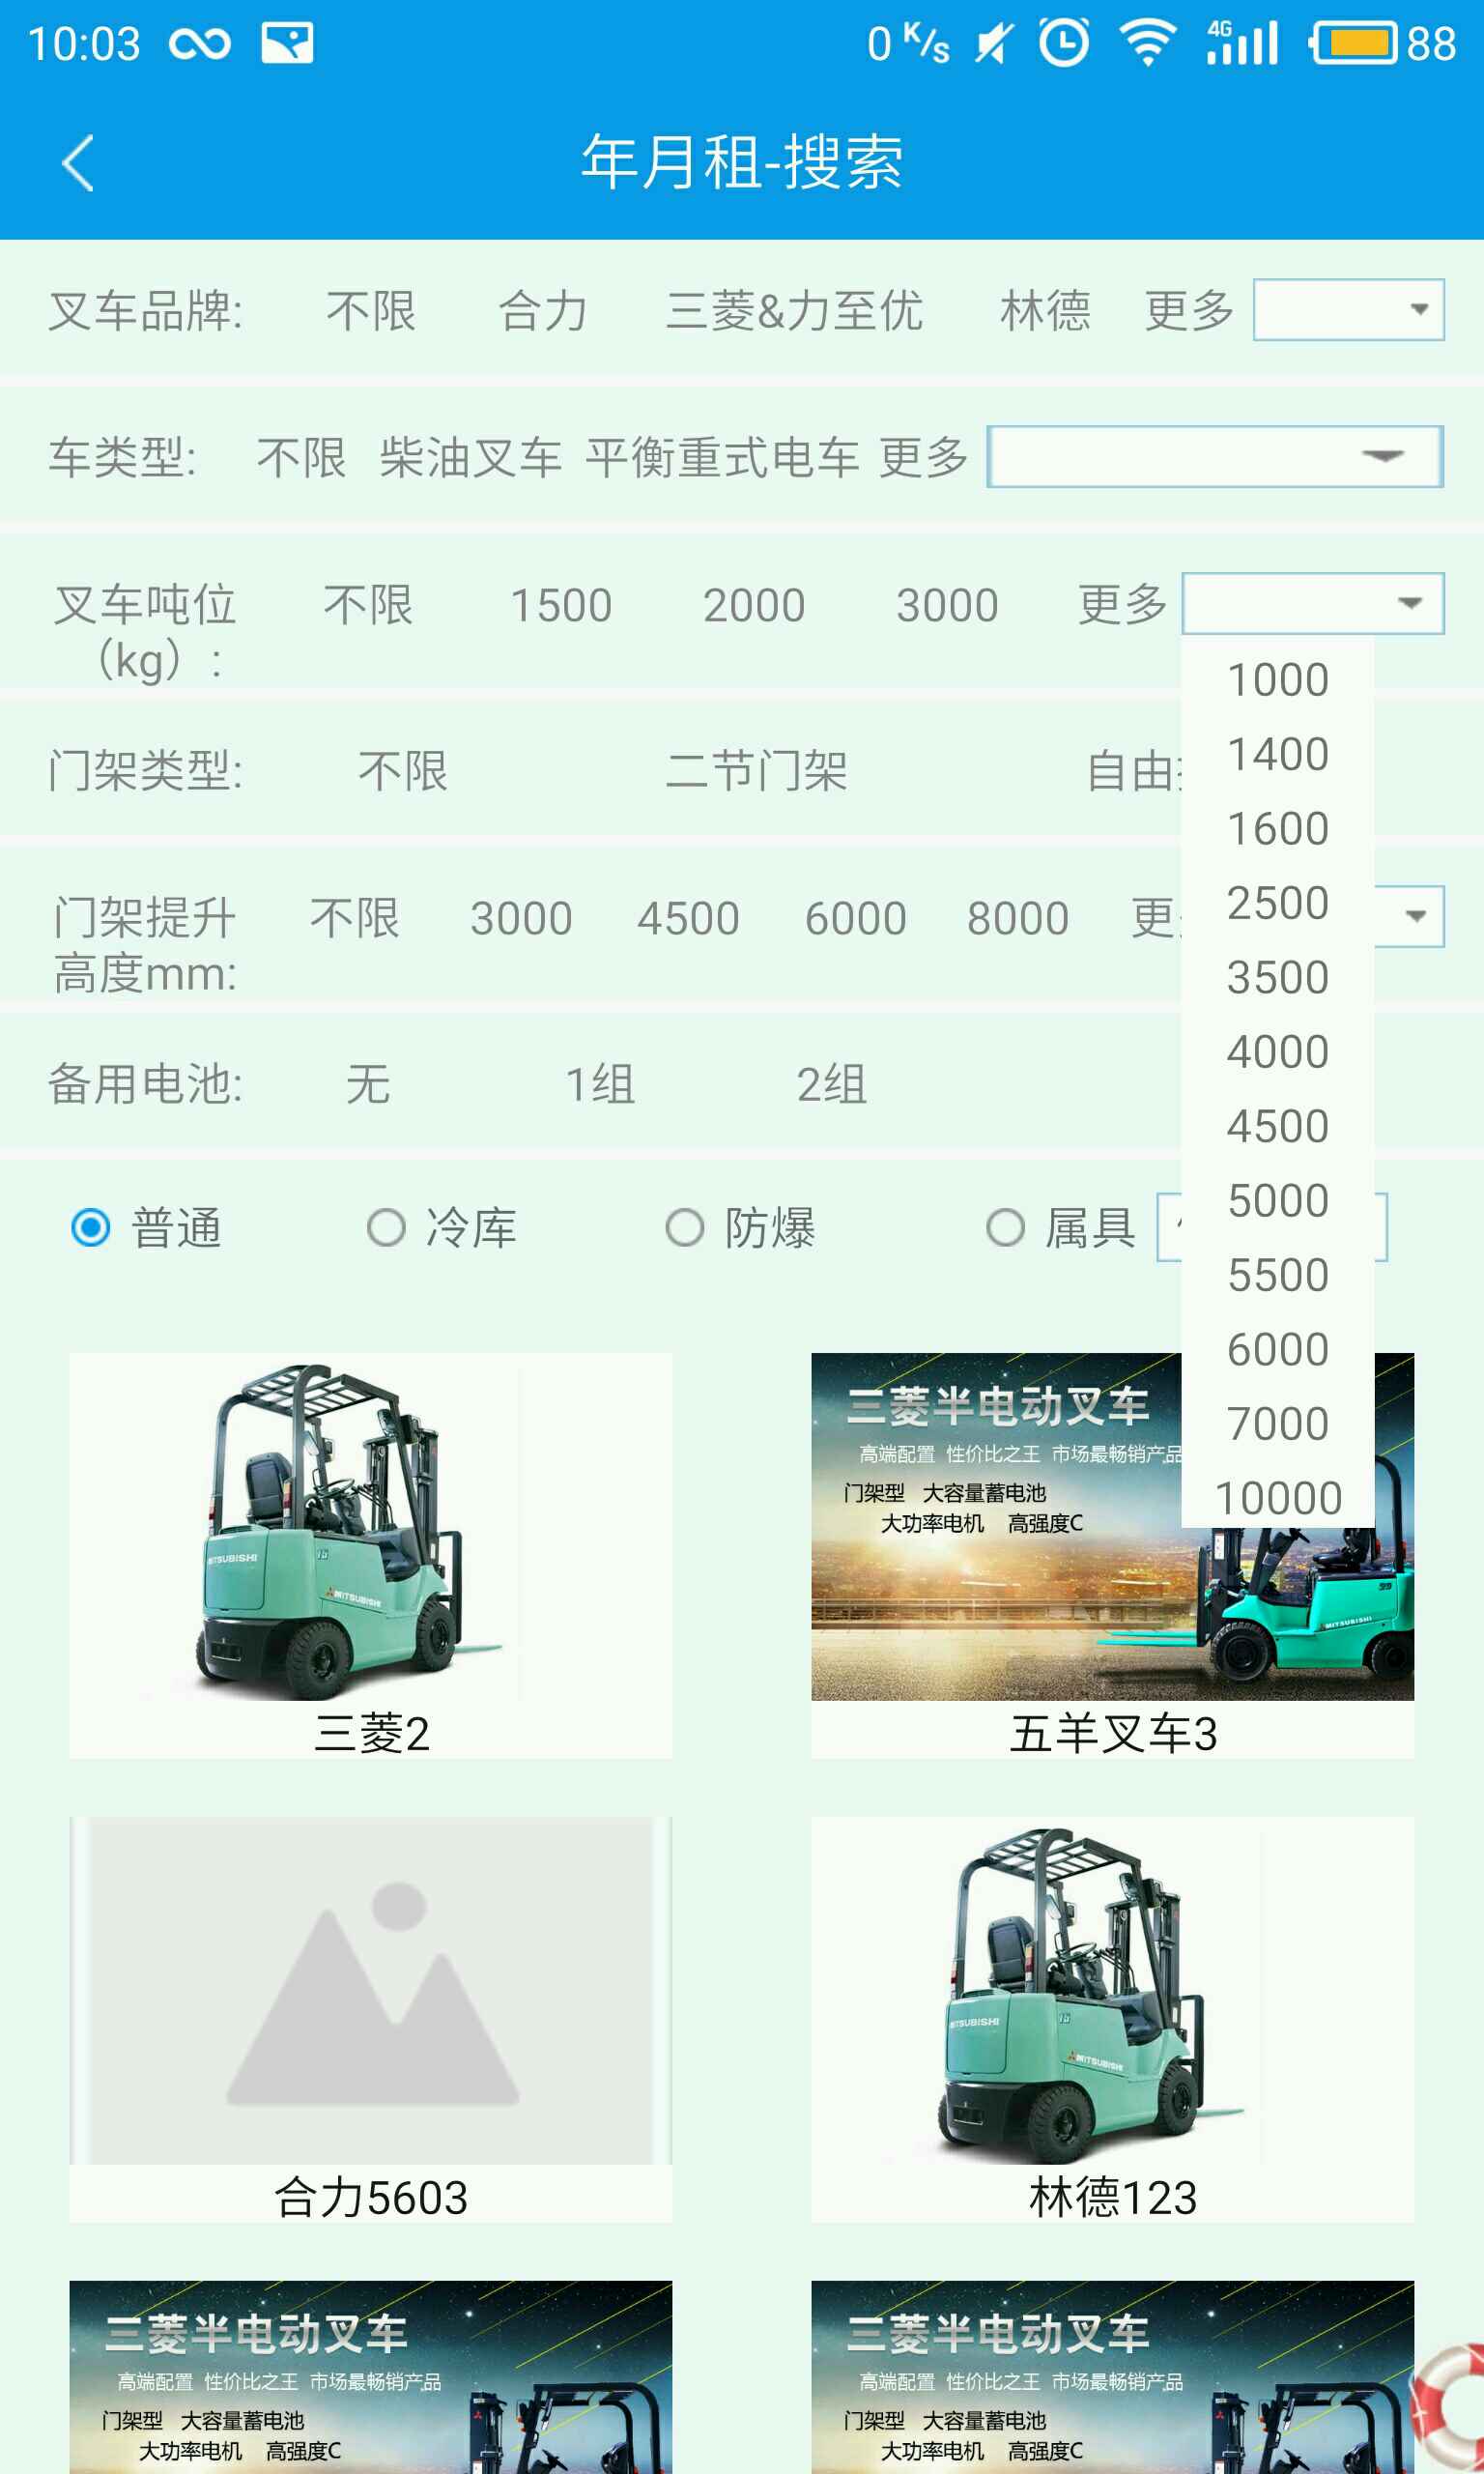 10:03 0 K/s 4G 88
年月租-搜索
叉车品牌: 不限 合力 三菱&力至优 林德 更多
车类型: 不限 柴油叉车 平衡重式电车 更多
叉车吨位 不限 1500 2000 3000 更多
（kg）:
1000
1400
1600
2500
3500
4000
4500
5000
5500
6000
7000
10000
门架类型: 不限 二节门架 自由
门架提升 不限 3000 4500 6000 8000 更
高度mm:
备用电池: 无 1组 2组
普通 冷库 防爆 属具
MITSUBISHI
15
MITSUBISHI
三菱2
三菱半电动叉车
高端配置 性价比之王 市场最畅销产品
门架型 大容量蓄电池
大功率电机 高强度C
MITSUBISHI
五羊叉车3
合力5603
MITSUBISHI
15
MITSUBISHI
林德123
三菱半电动叉车
高端配置 性价比之王 市场最畅销产品
门架型 大容量蓄电池
大功率电机 高强度C
三菱半电动叉车
高端配置 性价比之王 市场最畅销产品
门架型 大容量蓄电池
大功率电机 高强度C